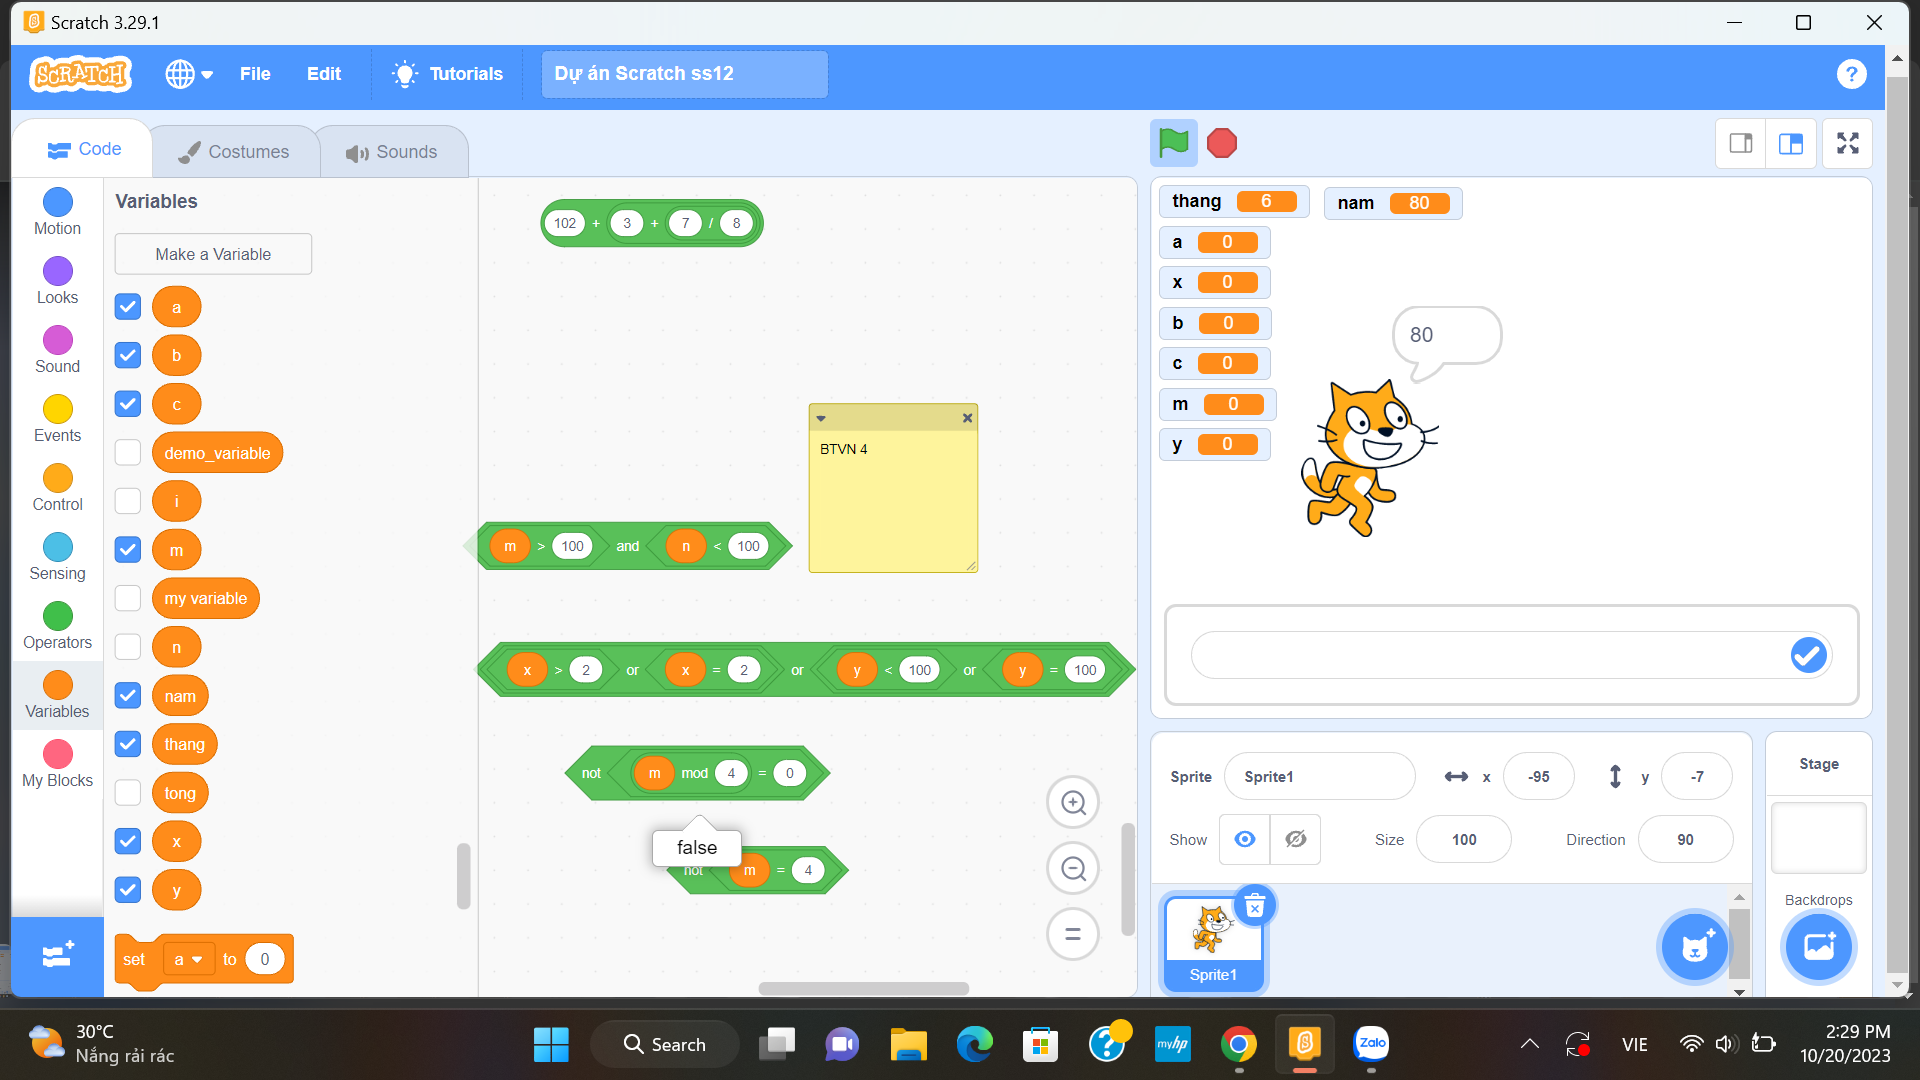 Scratch 3.29.1
SCRATCH
File
Edit
Tutorials
Dự án Scratch ss12
?
Code
Costumes
Sounds
Motion
Looks
Sound
Events
Control
Sensing
Operators
Variables
My Blocks
Variables
Make a Variable
a
b
c
demo_variable
i
m
my variable
n
nam
thang
tong
x
y
set a to 0
102 + 3 + 7 / 8
BTVN 4
m > 100 and n < 100
x > 2 or x = 2 or y < 100 or y = 100
not m mod 4 = 0
false
not m = 4
thang 6
nam 80
a 0
x 0
b 0
c 0
m 0
y 0
80
Sprite Sprite1 x -95 y -7
Show Size 100 Direction 90
Sprite1
Stage
Backdrops
30°C
Nắng rải rác
Search
myhp
Zalo
VIE
2:29 PM
10/20/2023